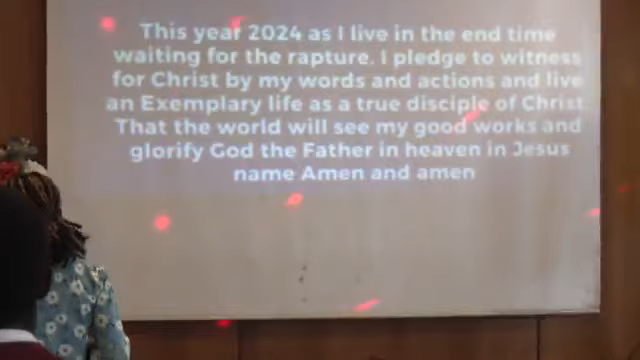 This year 2024 as I live in the end time
waiting for the rapture. I pledge to witness
for Christ by my words and actions and live
an Exemplary life as a true disciple of Christ
That the world will see my good works and
glorify God the Father in heaven in Jesus
name Amen and amen